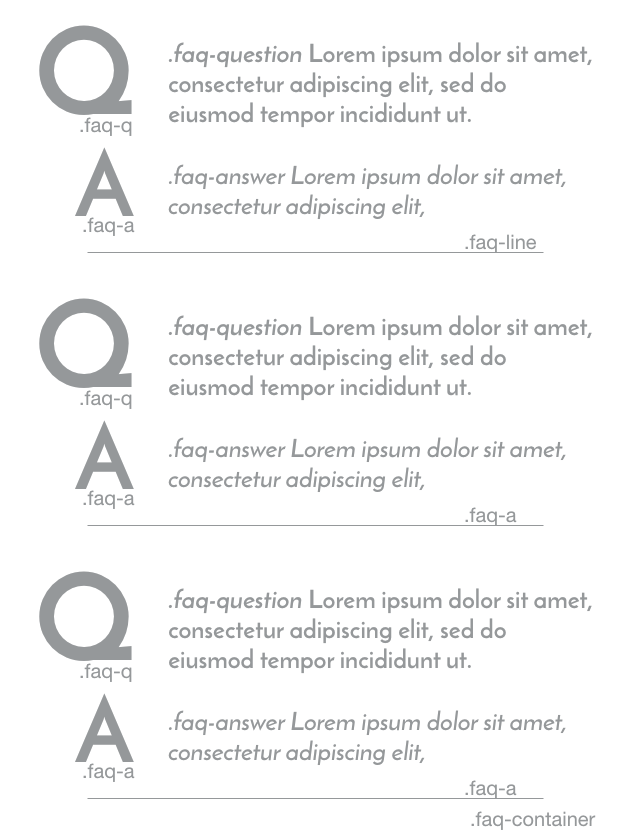 Q
.faq-question Lorem ipsum dolor sit amet,
consectetur adipiscing elit, sed do
eiusmod tempor incididunt ut.
.faq-q
A
.faq-answer Lorem ipsum dolor sit amet,
consectetur adipiscing elit,
.faq-a
.faq-line
Q
.faq-question Lorem ipsum dolor sit amet,
consectetur adipiscing elit, sed do
eiusmod tempor incididunt ut.
.faq-q
A
.faq-answer Lorem ipsum dolor sit amet,
consectetur adipiscing elit,
.faq-a
.faq-a
Q
.faq-question Lorem ipsum dolor sit amet,
consectetur adipiscing elit, sed do
eiusmod tempor incididunt ut.
.faq-q
A
.faq-answer Lorem ipsum dolor sit amet,
consectetur adipiscing elit,
.faq-a
.faq-a
.faq-container